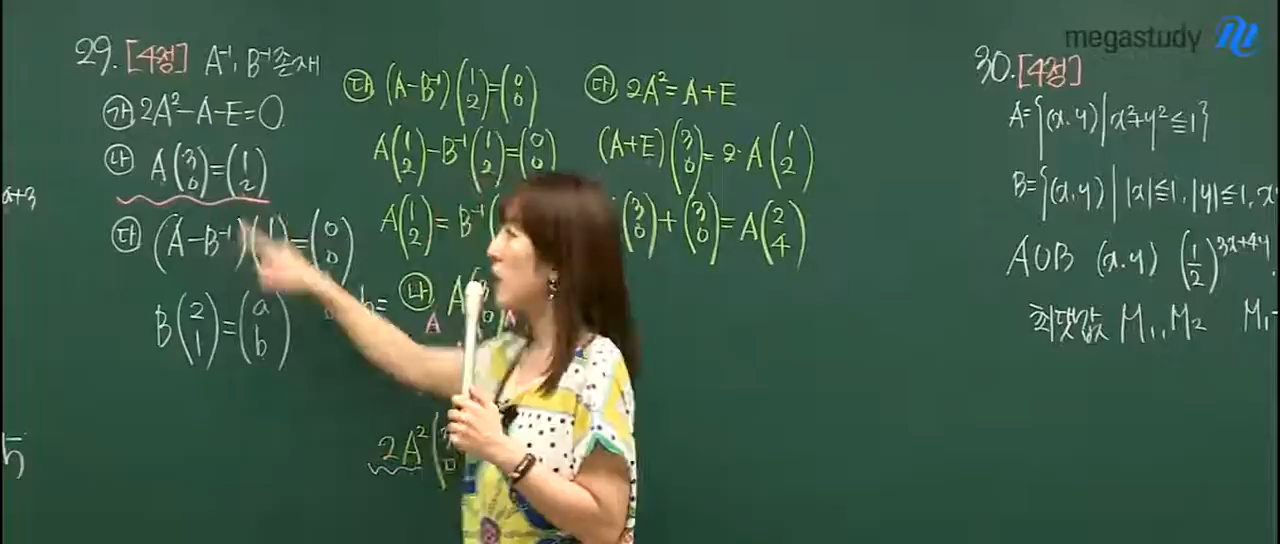 megastudy
29. [4점] A⁻¹, B⁻¹존재
㉮ 2A²-A-E=O
㉯ A(3 0)=(1 2)
㉰ (A-B⁻¹)(1 )=(0 0)
B(2 1)=(a b)
b=
㉰ (A-B⁻¹)(1 2)=(0 0)
A(1 2)-B⁻¹(1 2)=(0 0)
A(1 2)=B⁻¹(
㉯ A
A A
2A²(
㉰ 2A²=A+E
(A+E)(3 0)=2·A(1 2)
(3 0)+(3 0)=A(2 4)
30. [4점]
A={(x,y)|x²+y²≦1}
B={(x,y)| |x|≦1, |y|≦1, x
A∪B (x,y) (1/2)³ˣ⁺⁴ʸ
최댓값 M₁, M₂ M₁-
a+3
5